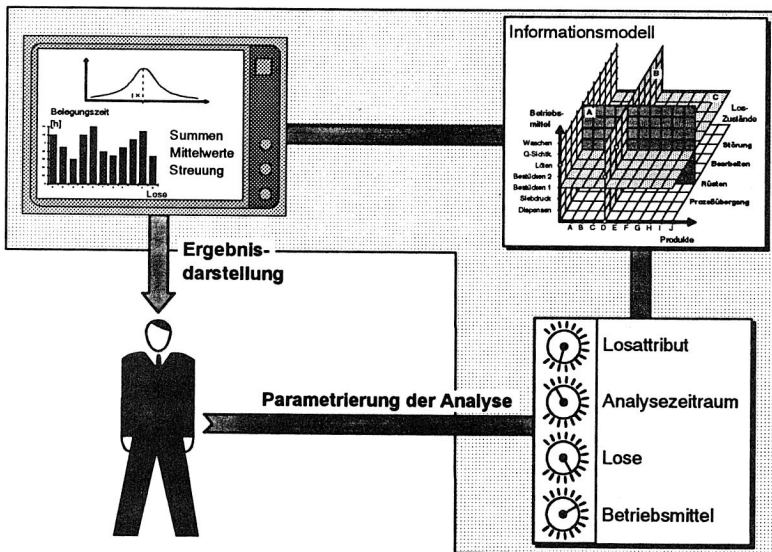 Belegungszeit
[h]
Summen
Mittelwerte
Streuung
Lose
Ergebnis-
darstellung
Informationsmodell
Betriebs-
mittel
Waschen
Q-Sichtk.
Löten
Bestücken 2
Bestücken 1
Siebdruck
Dispensen
A
B
C
Los-
Zustände
Störung
Bearbeiten
Rüsten
Prozeßübergang
A B C D E F G H I J
Produkte
Parametrierung der Analyse
Losattribut
Analysezeitraum
Lose
Betriebsmittel